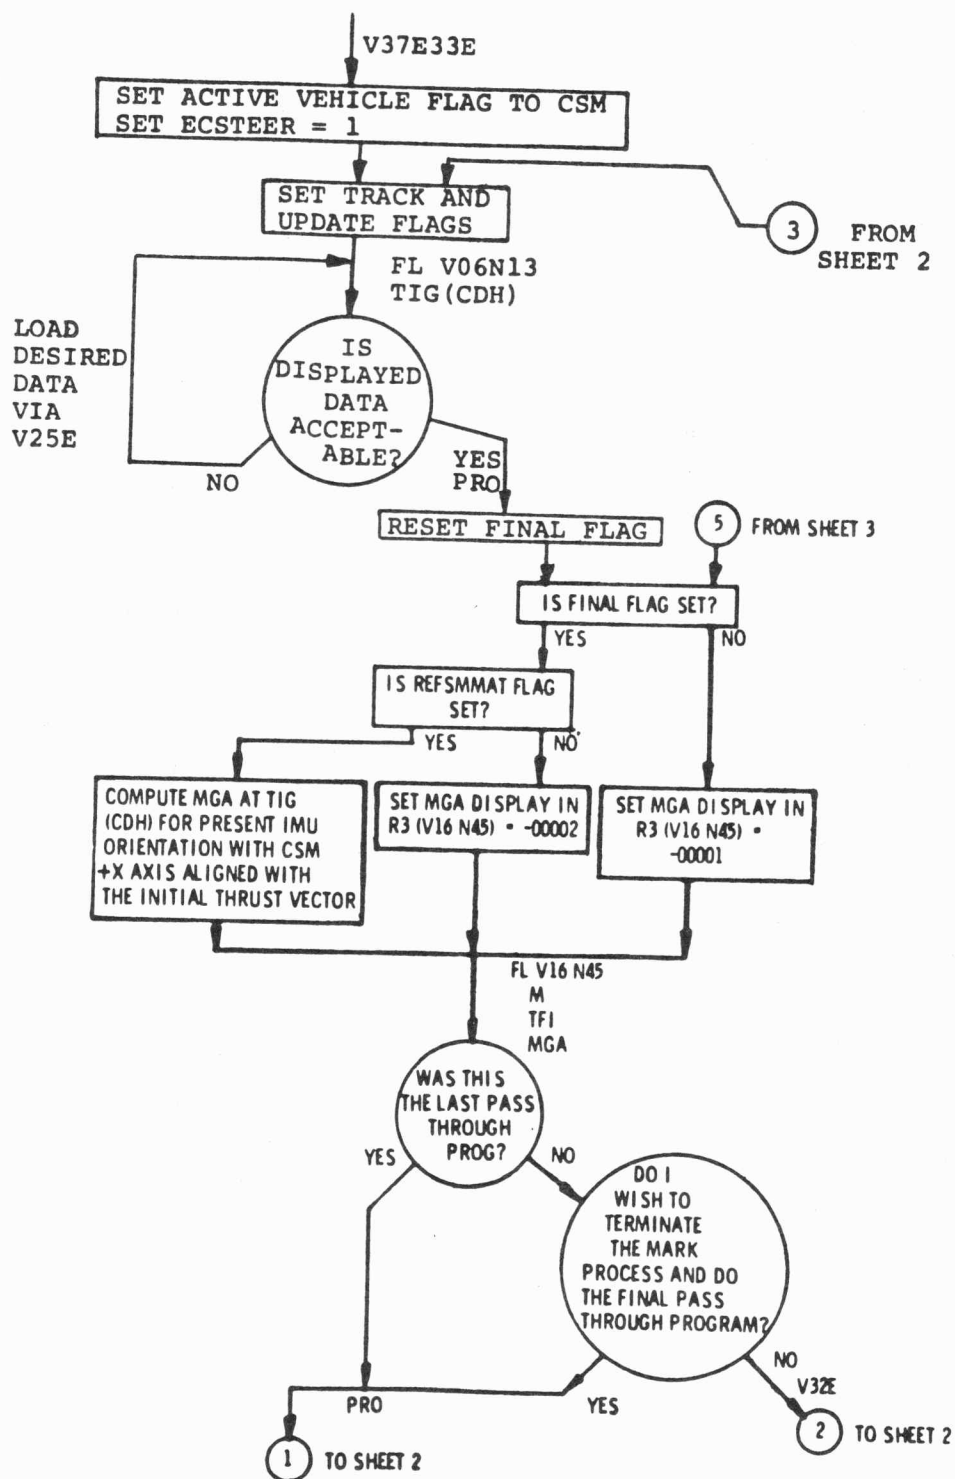 V37E33E
SET ACTIVE VEHICLE FLAG TO CSM
SET ECSTEER = 1
SET TRACK AND
UPDATE FLAGS
3
FROM
SHEET 2
FL V06N13
TIG(CDH)
LOAD
DESIRED
DATA
VIA
V25E
IS
DISPLAYED
DATA
ACCEPT-
ABLE?
NO
YES
PRO
RESET FINAL FLAG
5
FROM SHEET 3
IS FINAL FLAG SET?
YES
NO
IS REFSMMAT FLAG
SET?
YES
NO
COMPUTE MGA AT TIG
(CDH) FOR PRESENT IMU
ORIENTATION WITH CSM
+X AXIS ALIGNED WITH
THE INITIAL THRUST VECTOR
SET MGA DISPLAY IN
R3 (V16 N45) = -00002
SET MGA DISPLAY IN
R3 (V16 N45) =
-00001
FL V16 N45
M
TFI
MGA
WAS THIS
THE LAST PASS
THROUGH
PROG?
YES
NO
DO I
WISH TO
TERMINATE
THE MARK
PROCESS AND DO
THE FINAL PASS
THROUGH PROGRAM?
NO
V32E
YES
PRO
2
TO SHEET 2
1
TO SHEET 2